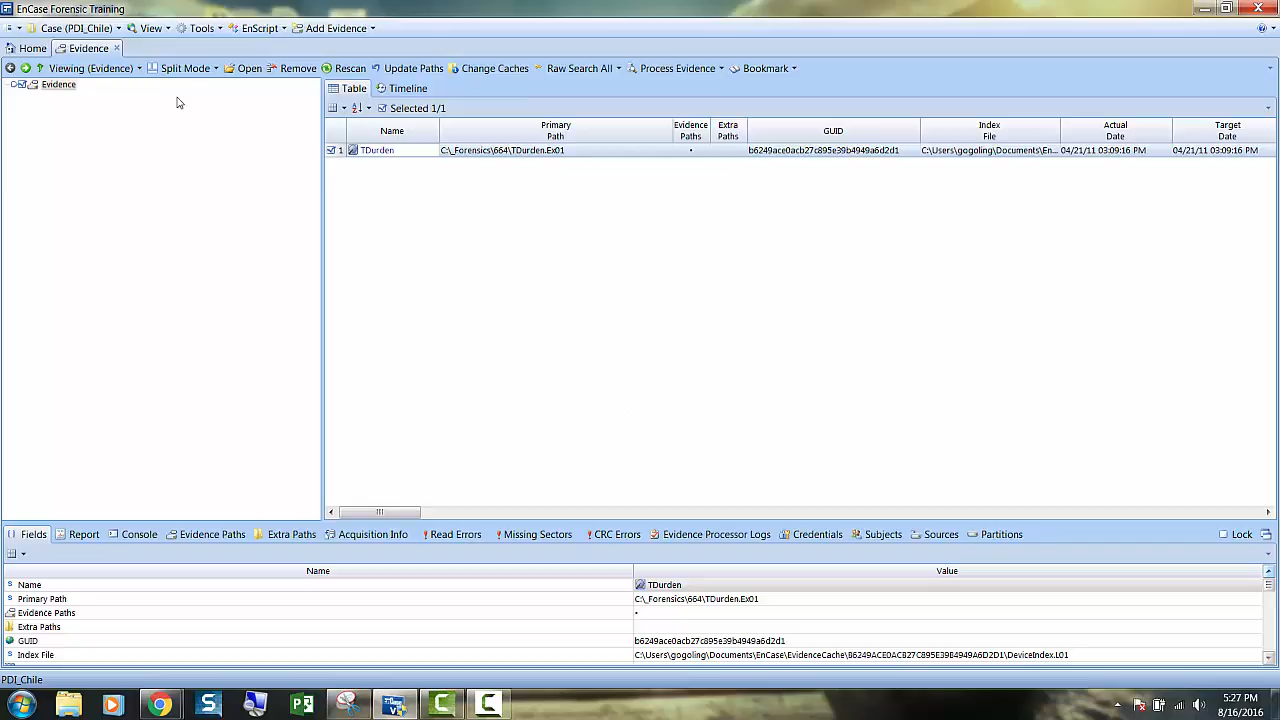 EnCase Forensic Training
Case (PDI_Chile) View Tools EnScript Add Evidence
Home Evidence
Viewing (Evidence) Split Mode Open Remove Rescan Update Paths Change Caches Raw Search All Process Evidence Bookmark
Evidence
Table Timeline
Selected 1/1
Name Primary Path Evidence Paths Extra Paths GUID Index File Actual Date Target Date
1 TDurden C:\_Forensics\664\TDurden.Ex01 • b6249ace0acb27c895e39b4949a6d2d1 C:\Users\gogoling\Documents\En... 04/21/11 03:09:16 PM 04/21/11 03:09:16 PM
Fields Report Console Evidence Paths Extra Paths Acquisition Info Read Errors Missing Sectors CRC Errors Evidence Processor Logs Credentials Subjects Sources Partitions Lock
Name Value
Name TDurden
Primary Path C:\_Forensics\664\TDurden.Ex01
Evidence Paths •
Extra Paths
GUID b6249ace0acb27c895e39b4949a6d2d1
Index File C:\Users\gogoling\Documents\EnCase\EvidenceCache\B6249ACE0ACB27C895E39B4949A6D2D1\DeviceIndex.L01
PDI_Chile
5:27 PM
8/16/2016